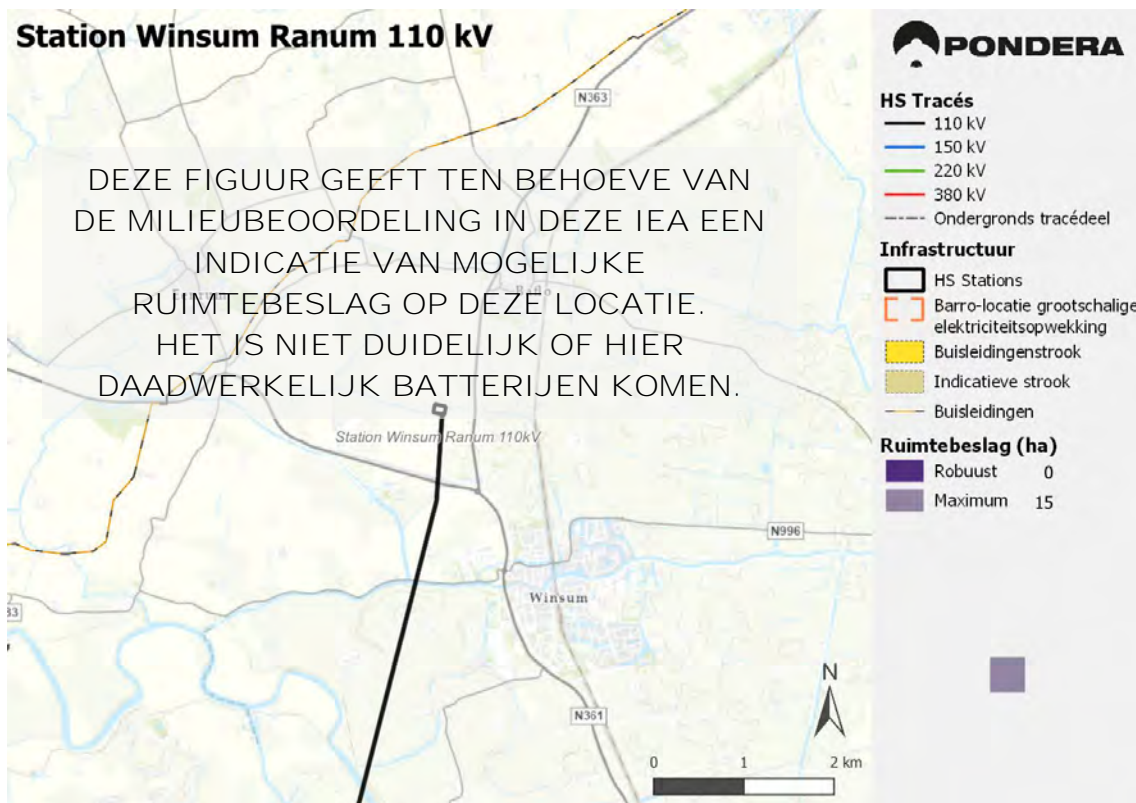 Station Winsum Ranum 110 kV
N363
DEZE FIGUUR GEEFT TEN BEHOEVE VAN
DE MILIEUBEOORDELING IN DEZE IEA EEN
INDICATIE VAN MOGELIJKE
RUIMTEBESLAG OP DEZE LOCATIE.
HET IS NIET DUIDELIJK OF HIER
DAADWERKELIJK BATTERIJEN KOMEN.
Station Winsum Ranum 110kV
N996
Winsum
N361
N
0 1 2 km
PONDERA
HS Tracés
110 kV
150 kV
220 kV
380 kV
Ondergronds tracédeel
Infrastructuur
HS Stations
Barro-locatie grootschalige
elektriciteitsopwekking
Buisleidingenstrook
Indicatieve strook
Buisleidingen
Ruimtebeslag (ha)
Robuust 0
Maximum 15